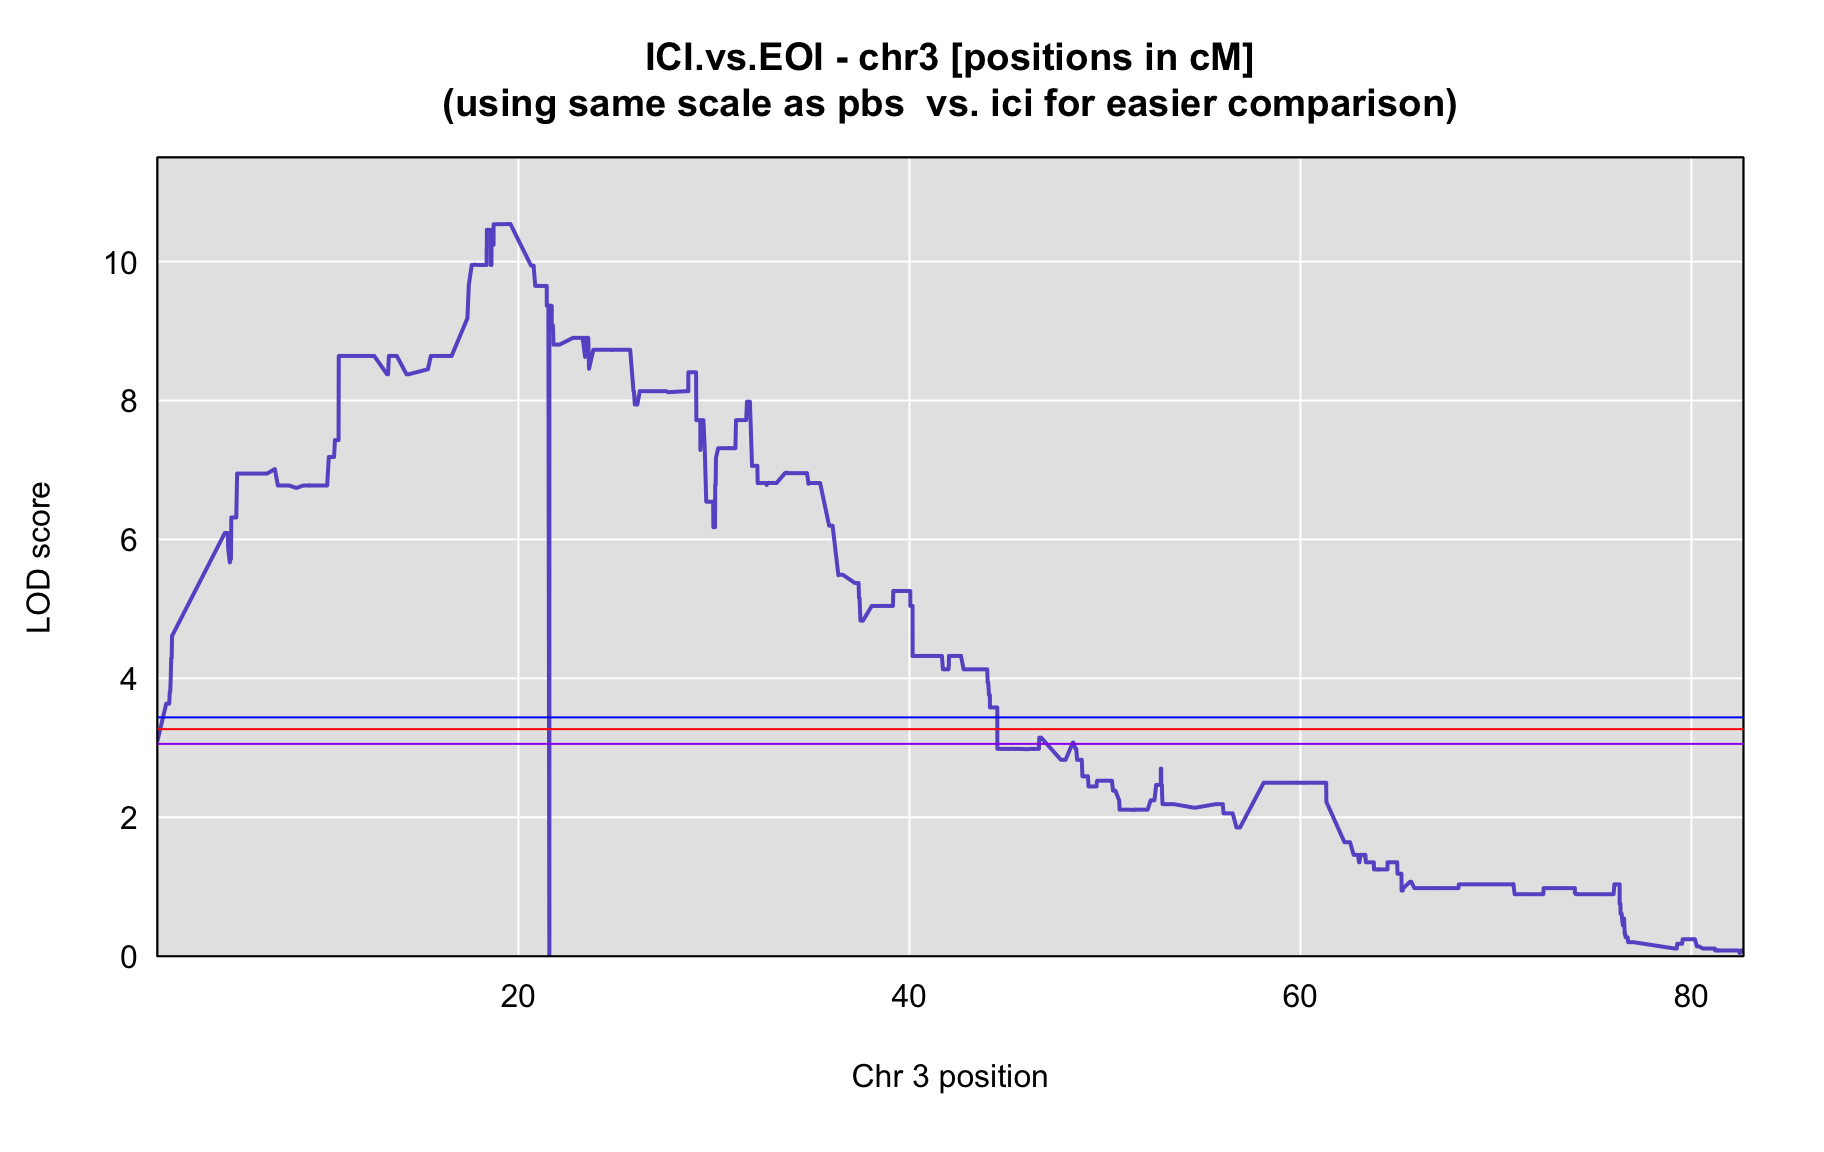 ICI.vs.EOI - chr3 [positions in cM]
(using same scale as pbs  vs. ici for easier comparison)
LOD score
10
8
6
4
2
0
20
40
60
80
Chr 3 position